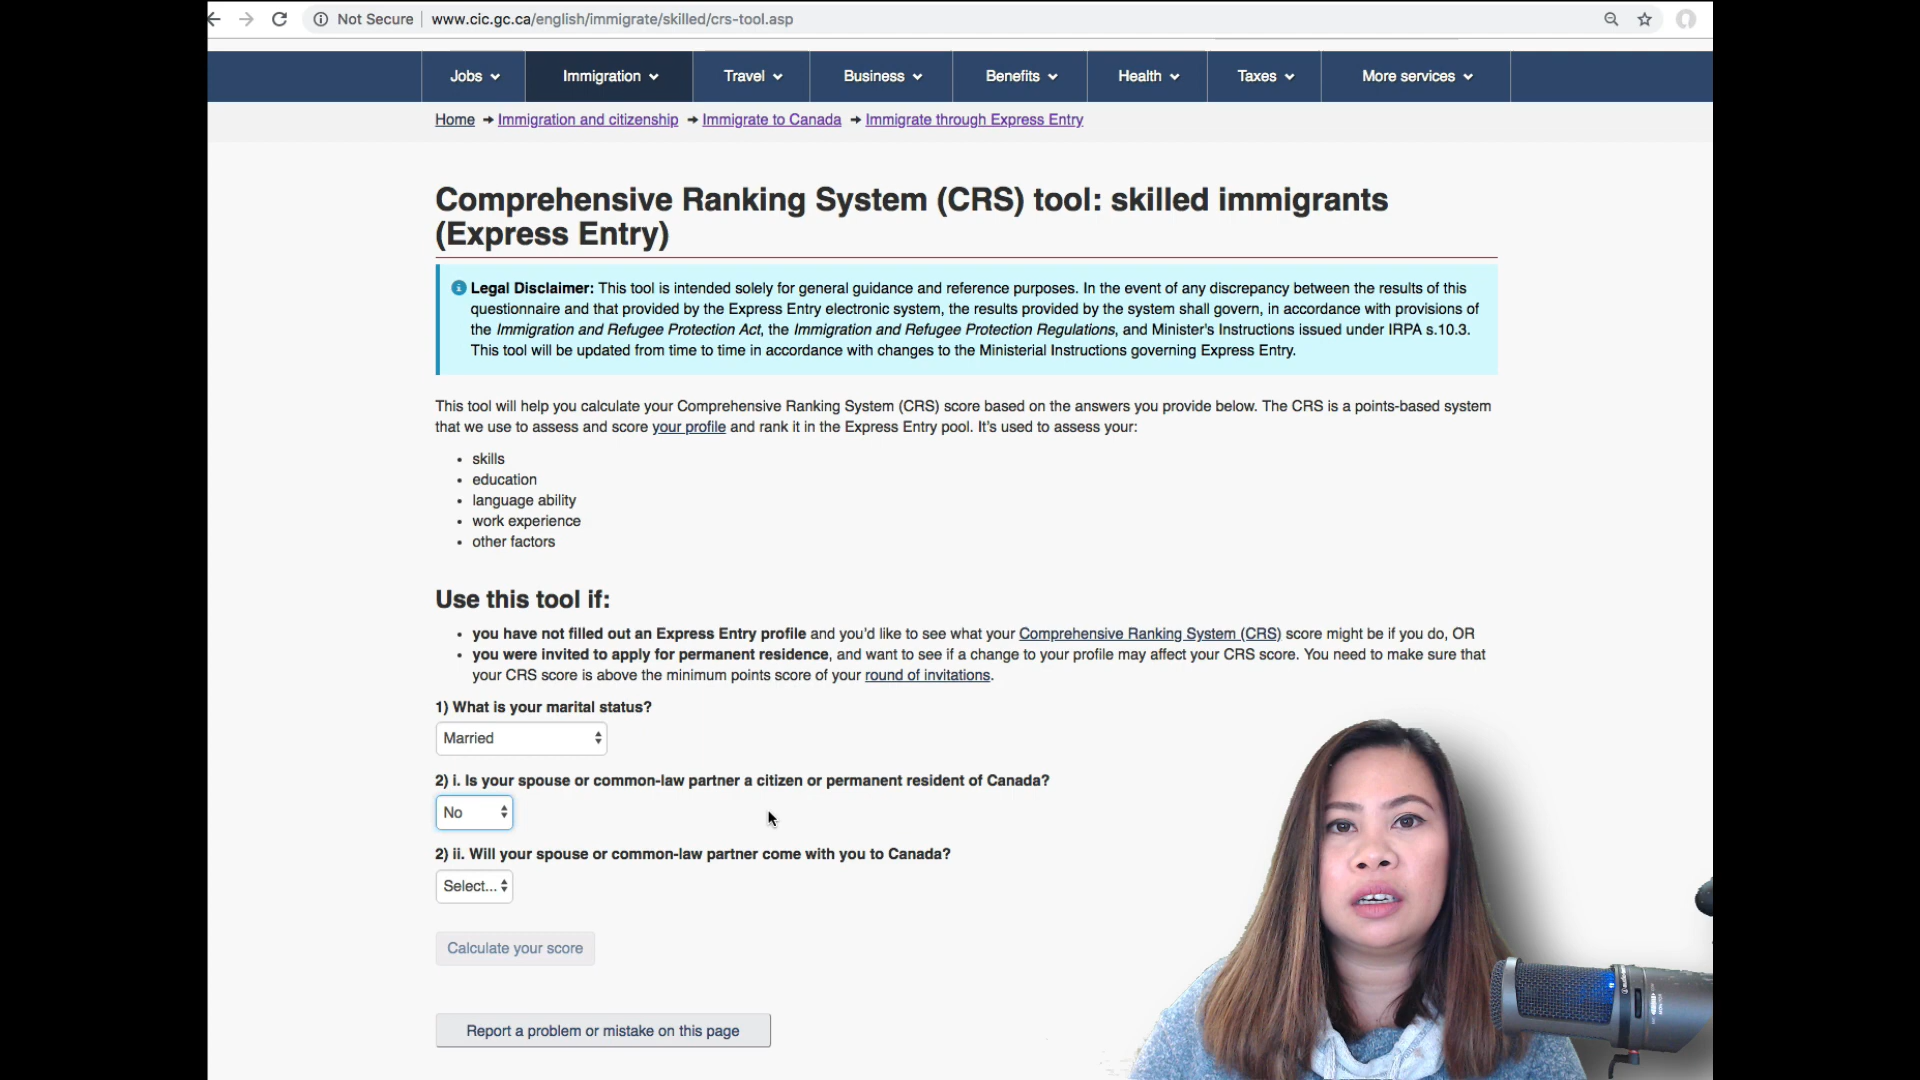 Not Secure www.cic.gc.ca/english/immigrate/skilled/crs-tool.asp
Jobs Immigration Travel Business Benefits Health Taxes More services
Home → Immigration and citizenship → Immigrate to Canada → Immigrate through Express Entry
Comprehensive Ranking System (CRS) tool: skilled immigrants
(Express Entry)
Legal Disclaimer: This tool is intended solely for general guidance and reference purposes. In the event of any discrepancy between the results of this
questionnaire and that provided by the Express Entry electronic system, the results provided by the system shall govern, in accordance with provisions of
the Immigration and Refugee Protection Act, the Immigration and Refugee Protection Regulations, and Minister's Instructions issued under IRPA s.10.3.
This tool will be updated from time to time in accordance with changes to the Ministerial Instructions governing Express Entry.
This tool will help you calculate your Comprehensive Ranking System (CRS) score based on the answers you provide below. The CRS is a points-based system
that we use to assess and score your profile and rank it in the Express Entry pool. It's used to assess your:
• skills
• education
• language ability
• work experience
• other factors
Use this tool if:
• you have not filled out an Express Entry profile and you'd like to see what your Comprehensive Ranking System (CRS) score might be if you do, OR
• you were invited to apply for permanent residence, and want to see if a change to your profile may affect your CRS score. You need to make sure that
your CRS score is above the minimum points score of your round of invitations.
1) What is your marital status?
Married
2) i. Is your spouse or common-law partner a citizen or permanent resident of Canada?
No
2) ii. Will your spouse or common-law partner come with you to Canada?
Select...
Calculate your score
Report a problem or mistake on this page